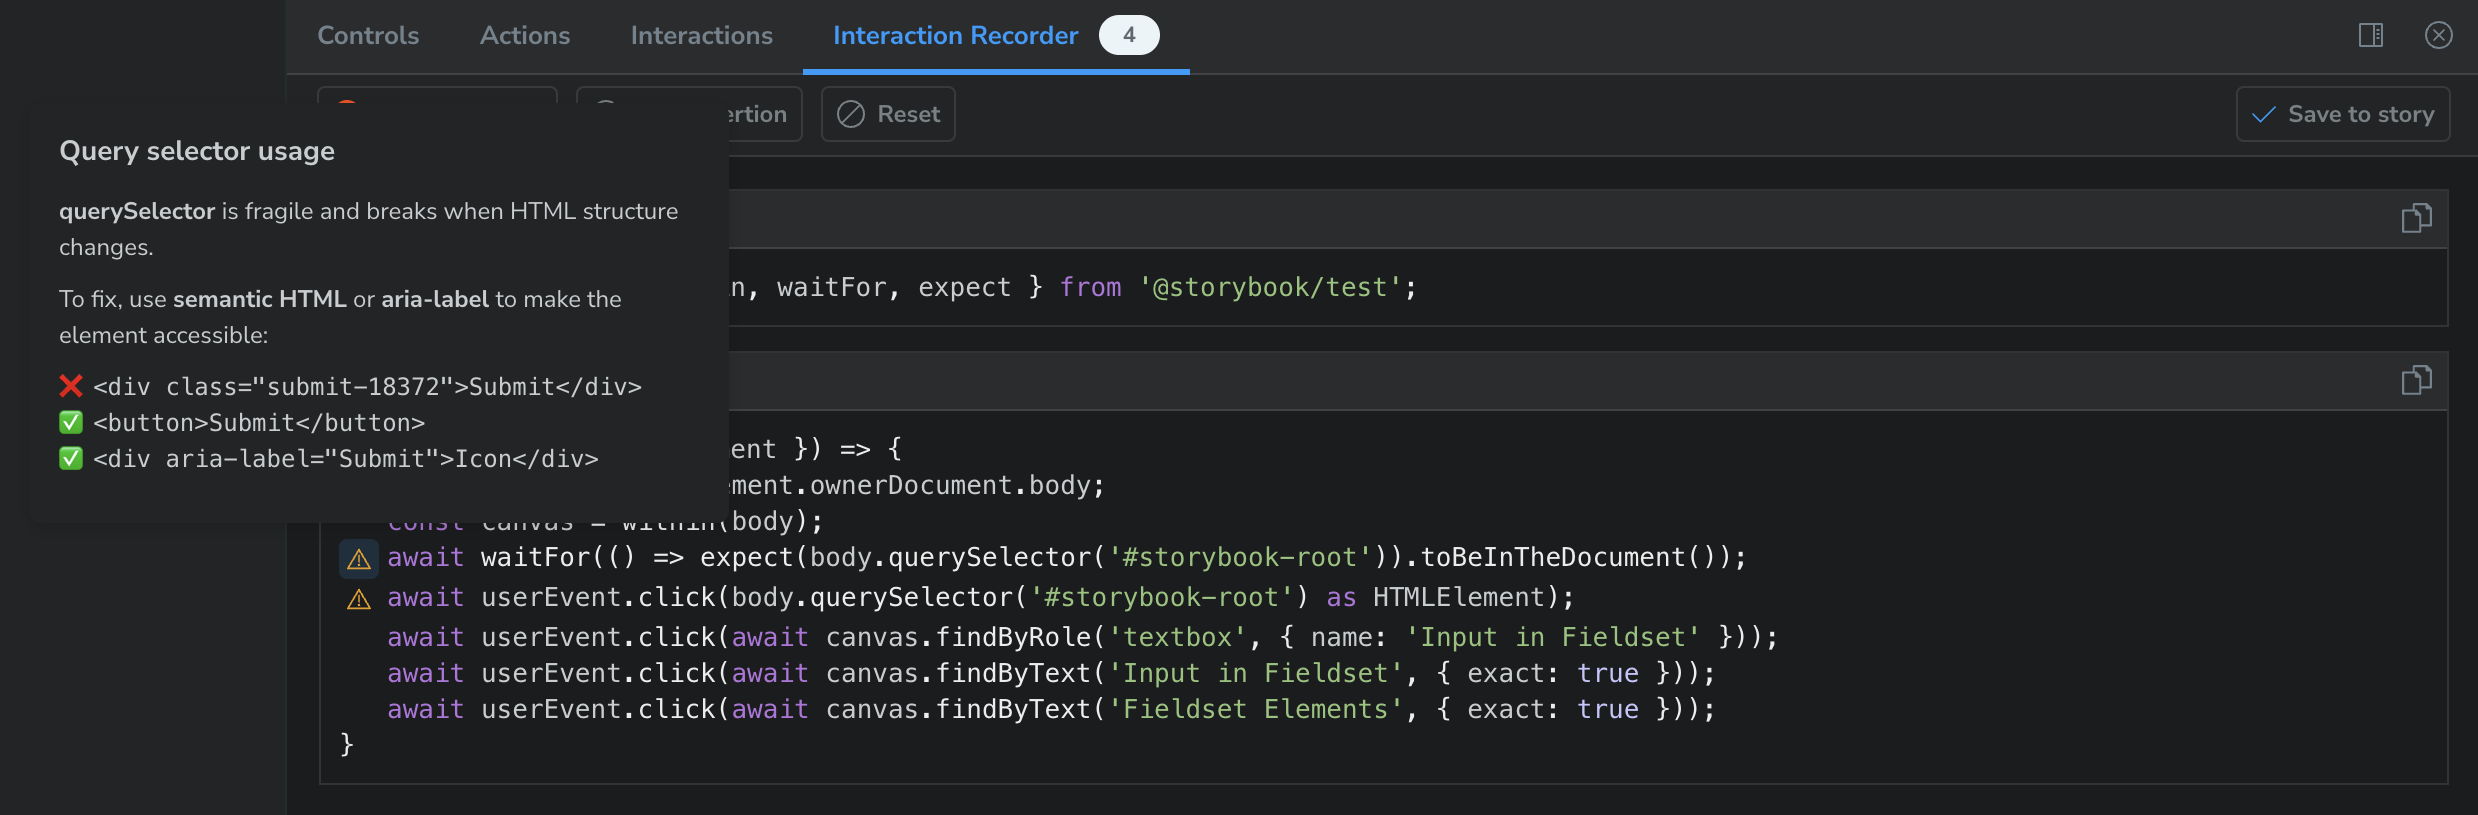 Controls Actions Interactions Interaction Recorder 4
ertion Reset Save to story
Query selector usage
querySelector is fragile and breaks when HTML structure
changes.
To fix, use semantic HTML or aria-label to make the
element accessible:
❌ <div class="submit-18372">Submit</div>
✅ <button>Submit</button>
✅ <div aria-label="Submit">Icon</div>
n, waitFor, expect } from '@storybook/test';
ent }) => {
ement.ownerDocument.body;
const canvas = within(body);
await waitFor(() => expect(body.querySelector('#storybook-root')).toBeInTheDocument());
await userEvent.click(body.querySelector('#storybook-root') as HTMLElement);
await userEvent.click(await canvas.findByRole('textbox', { name: 'Input in Fieldset' }));
await userEvent.click(await canvas.findByText('Input in Fieldset', { exact: true }));
await userEvent.click(await canvas.findByText('Fieldset Elements', { exact: true }));
}